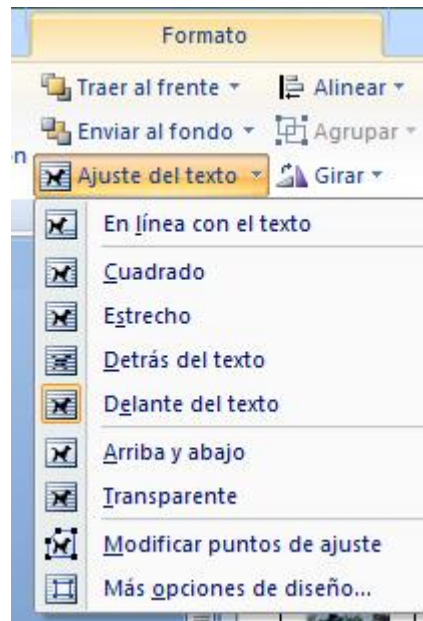 Formato
Traer al frente Alinear
Enviar al fondo Agrupar
n
Ajuste del texto Girar
En línea con el texto
Cuadrado
Estrecho
Detrás del texto
Delante del texto
Arriba y abajo
Transparente
Modificar puntos de ajuste
Más opciones de diseño...